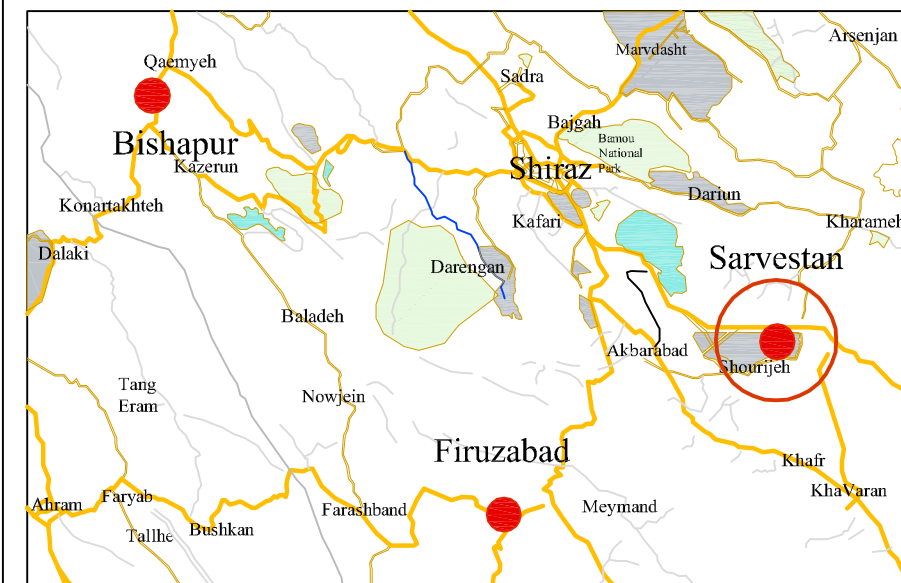 Arsenjan
Marvdasht
Qaemyeh
Sadra
Bajgah
Bishapur
Bamou
National
Park
Kazerun
Shiraz
Dariun
Konartakhteh
Kafari
Kharameh
Dalaki
Darengan
Sarvestan
Baladeh
Akbarabad
Shourijeh
Tang
Eram
Nowjein
Firuzabad
Khafr
KhaVaran
Ahram
Faryab
Farashband
Meymand
Tallhe
Bushkan